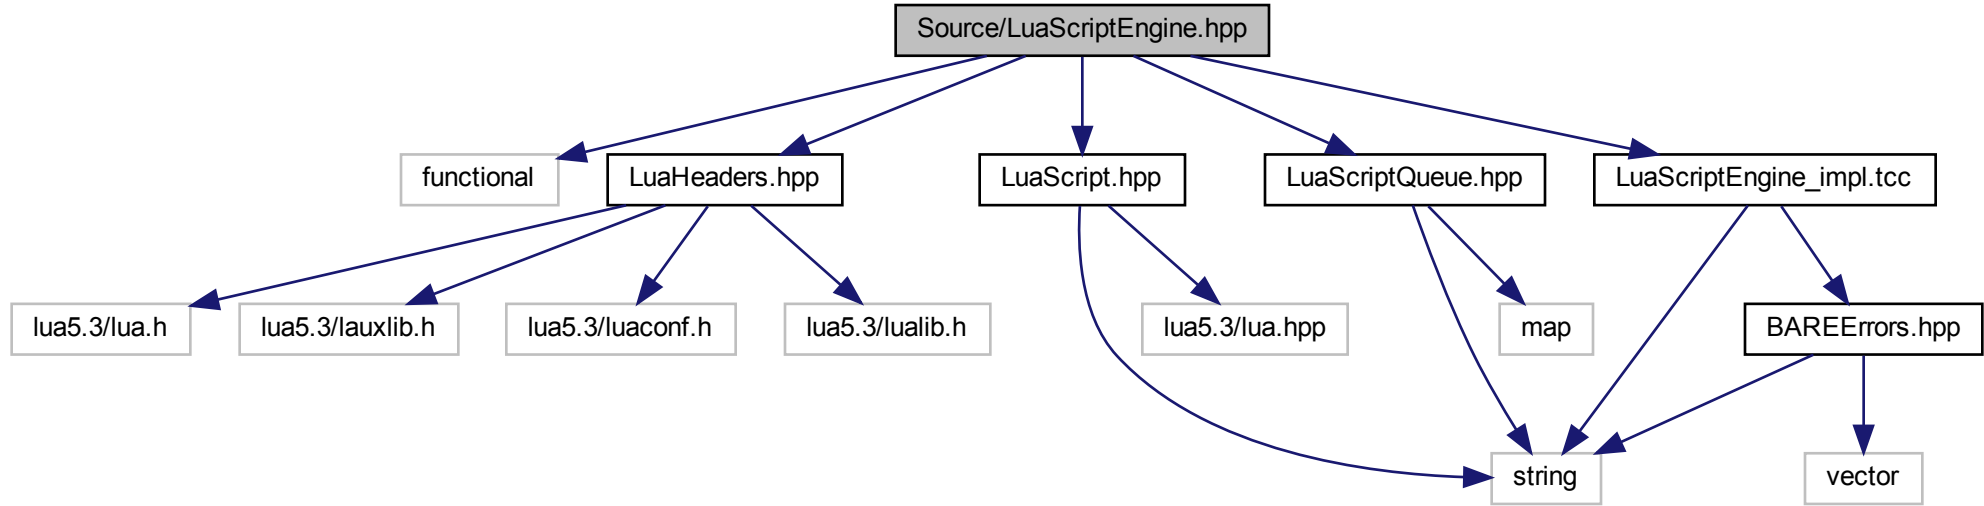 Source/LuaScriptEngine.hpp
functional
LuaHeaders.hpp
LuaScript.hpp
LuaScriptQueue.hpp
LuaScriptEngine_impl.tcc
lua5.3/lua.h
lua5.3/lauxlib.h
lua5.3/luaconf.h
lua5.3/lualib.h
lua5.3/lua.hpp
map
BAREErrors.hpp
string
vector